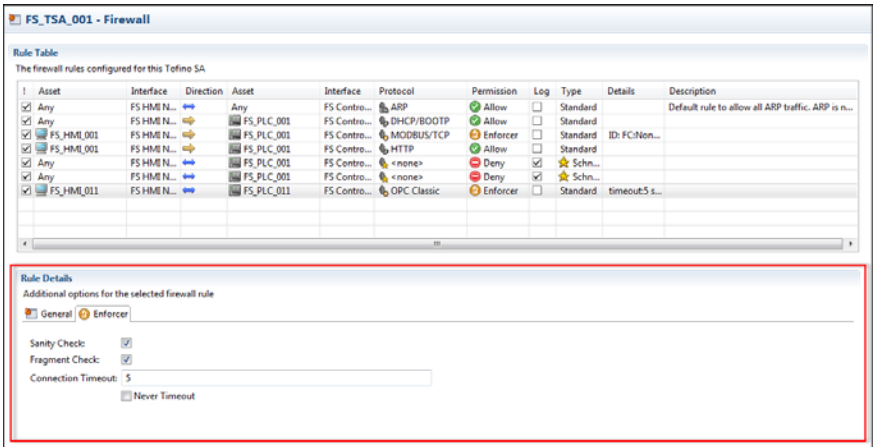 FS_TSA_001 - Firewall
Rule Table
The firewall rules configured for this Tofino SA
! Asset Interface Direction Asset Interface Protocol Permission Log Type Details Description
Any FS HMI N... Any FS Contro... ARP Allow Standard Default rule to allow all ARP traffic. ARP is n...
Any FS HMI N... FS_PLC_001 FS Contro... DHCP/BOOTP Allow Standard
FS_HMI_001 FS HMI N... FS_PLC_001 FS Contro... MODBUS/TCP Enforcer Standard ID: FC:Non...
FS_HMI_001 FS HMI N... FS_PLC_001 FS Contro... HTTP Allow Standard
Any FS HMI N... FS_PLC_001 FS Contro... <none> Deny Schn...
Any FS HMI N... FS_PLC_001 FS Contro... <none> Deny Schn...
FS_HMI_011 FS HMI N... FS_PLC_011 FS Contro... OPC Classic Enforcer Standard timeout:5 s...
Rule Details
Additional options for the selected firewall rule
General Enforcer
Sanity Check:
Fragment Check:
Connection Timeout: 5
Never Timeout